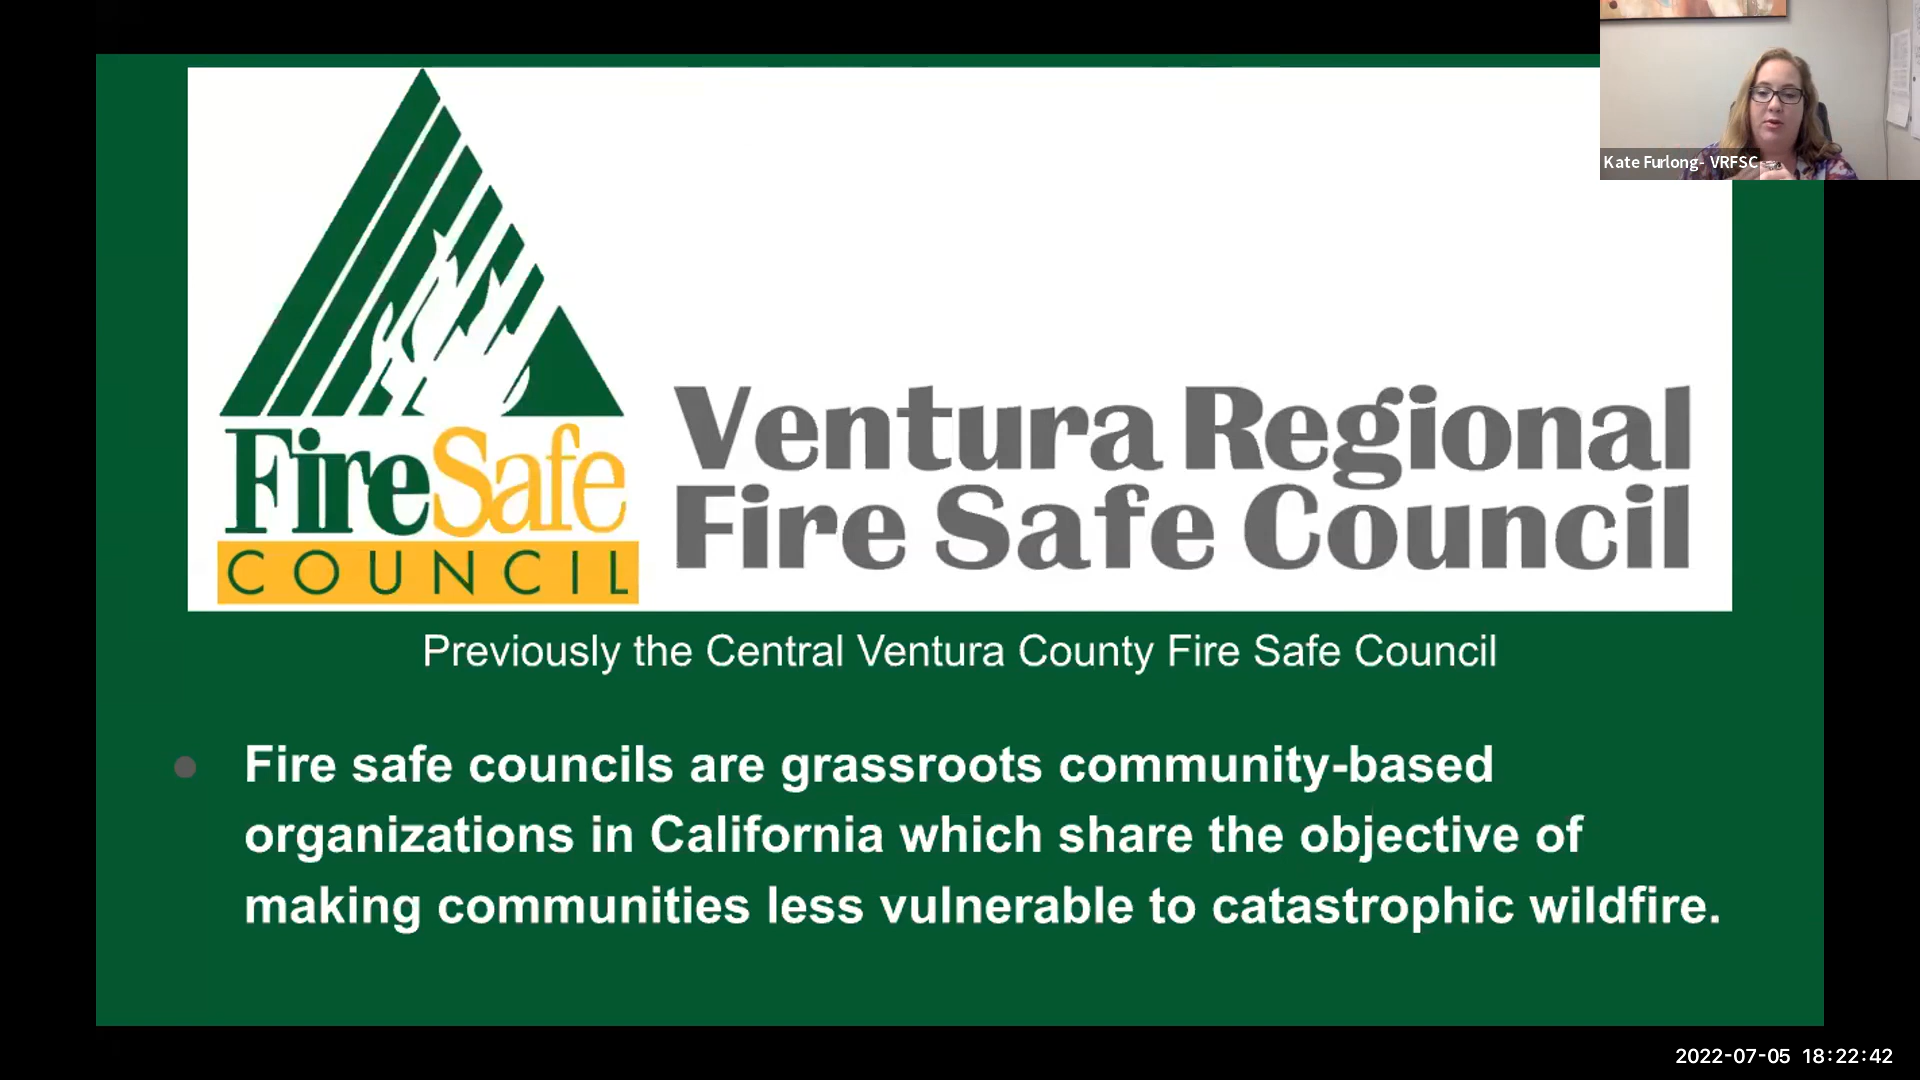 Kate Furlong- VRFSC
FireSafe
COUNCIL
Ventura Regional
Fire Safe Council
Previously the Central Ventura County Fire Safe Council
Fire safe councils are grassroots community-based
organizations in California which share the objective of
making communities less vulnerable to catastrophic wildfire.
2022-07-05 18:22:42